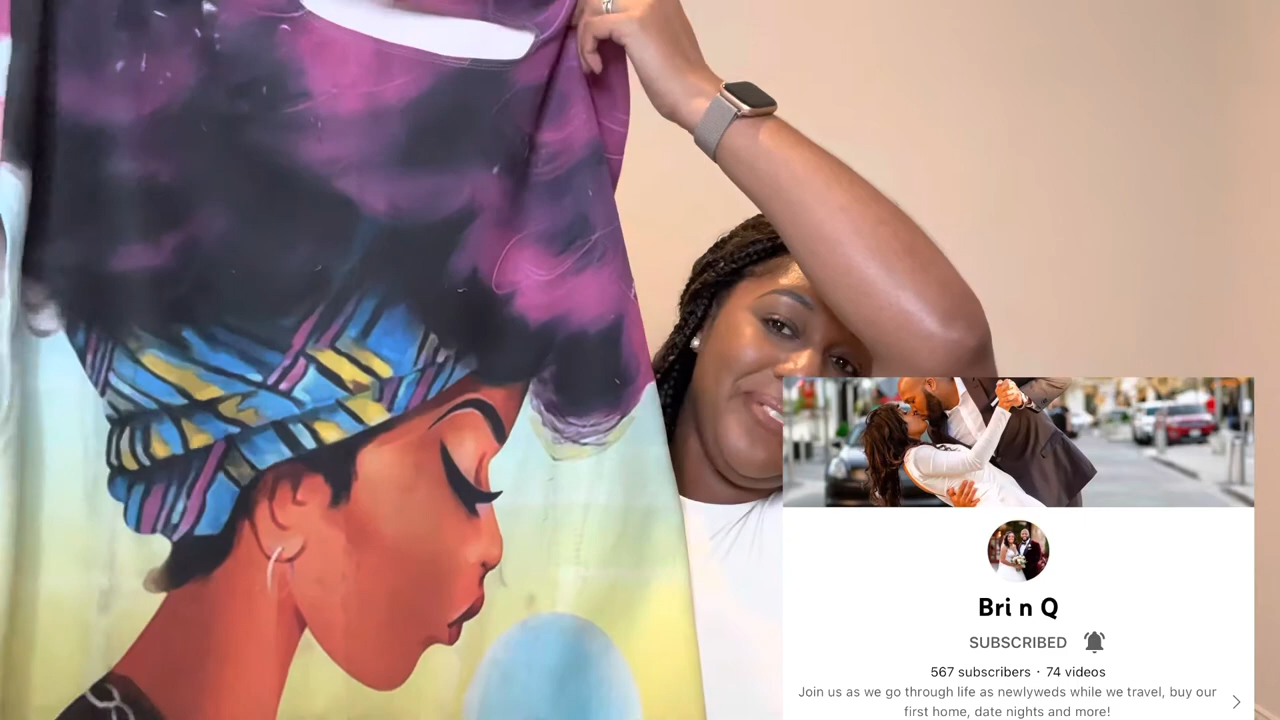 Bri n Q
SUBSCRIBED
567 subscribers · 74 videos
Join us as we go through life as newlyweds while we travel, buy our
first home, date nights and more!